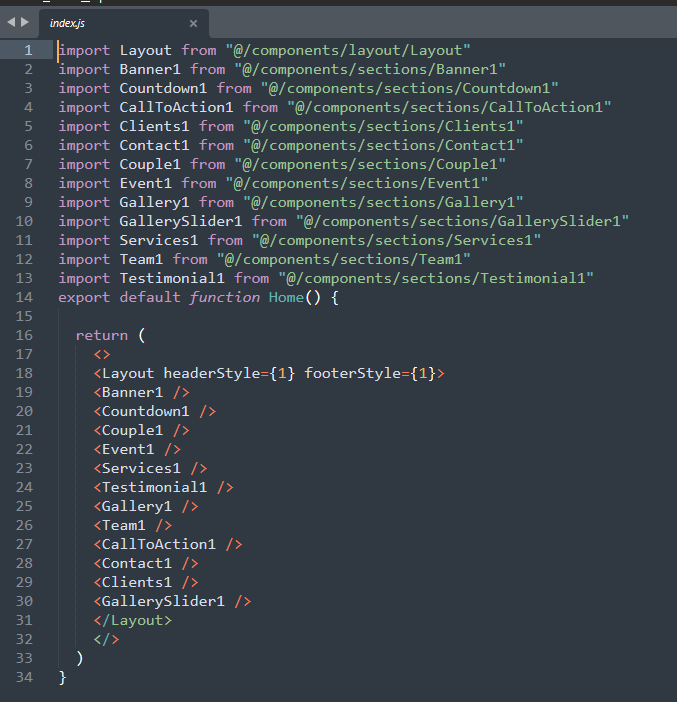 index.js ×
1 import Layout from "@/components/layout/Layout"
2 import Banner1 from "@/components/sections/Banner1"
3 import Countdown1 from "@/components/sections/Countdown1"
4 import CallToAction1 from "@/components/sections/CallToAction1"
5 import Clients1 from "@/components/sections/Clients1"
6 import Contact1 from "@/components/sections/Contact1"
7 import Couple1 from "@/components/sections/Couple1"
8 import Event1 from "@/components/sections/Event1"
9 import Gallery1 from "@/components/sections/Gallery1"
10 import GallerySlider1 from "@/components/sections/GallerySlider1"
11 import Services1 from "@/components/sections/Services1"
12 import Team1 from "@/components/sections/Team1"
13 import Testimonial1 from "@/components/sections/Testimonial1"
14 export default function Home() {
15
16   return (
17     <>
18     <Layout headerStyle={1} footerStyle={1}>
19     <Banner1 />
20     <Countdown1 />
21     <Couple1 />
22     <Event1 />
23     <Services1 />
24     <Testimonial1 />
25     <Gallery1 />
26     <Team1 />
27     <CallToAction1 />
28     <Contact1 />
29     <Clients1 />
30     <GallerySlider1 />
31     </Layout>
32     </>
33   )
34 }